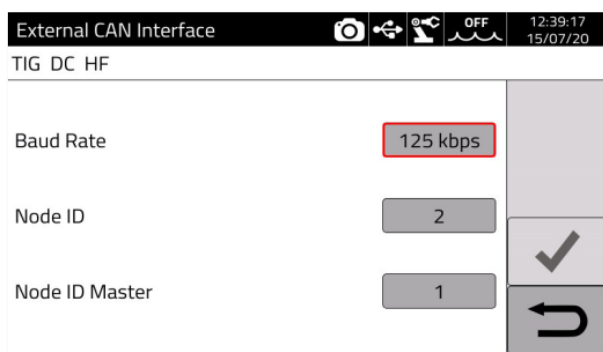 External CAN Interface OFF 12:39:17
15/07/20
TIG DC HF
Baud Rate 125 kbps
Node ID 2
Node ID Master 1